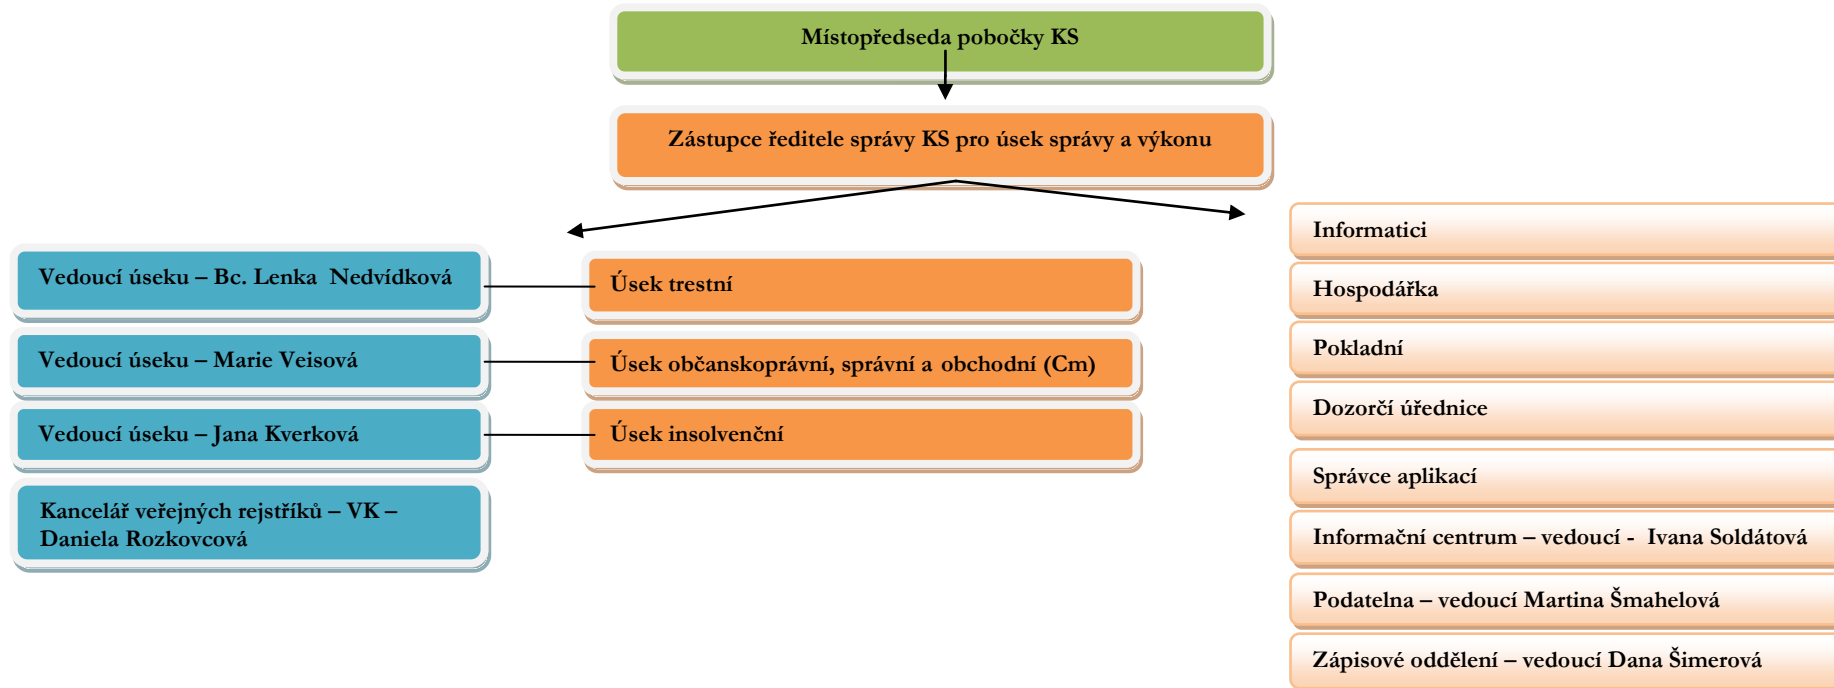 Místopředseda pobočky KS
Zástupce ředitele správy KS pro úsek správy a výkonu
Vedoucí úseku – Bc. Lenka Nedvídková
Úsek trestní
Vedoucí úseku – Marie Veisová
Úsek občanskoprávní, správní a obchodní (Cm)
Vedoucí úseku – Jana Kverková
Úsek insolvenční
Kancelář veřejných rejstříků – VK –
Daniela Rozkovcová
Informatici
Hospodářka
Pokladní
Dozorčí úřednice
Správce aplikací
Informační centrum – vedoucí - Ivana Soldátová
Podatelna – vedoucí Martina Šmahelová
Zápisové oddělení – vedoucí Dana Šimerová